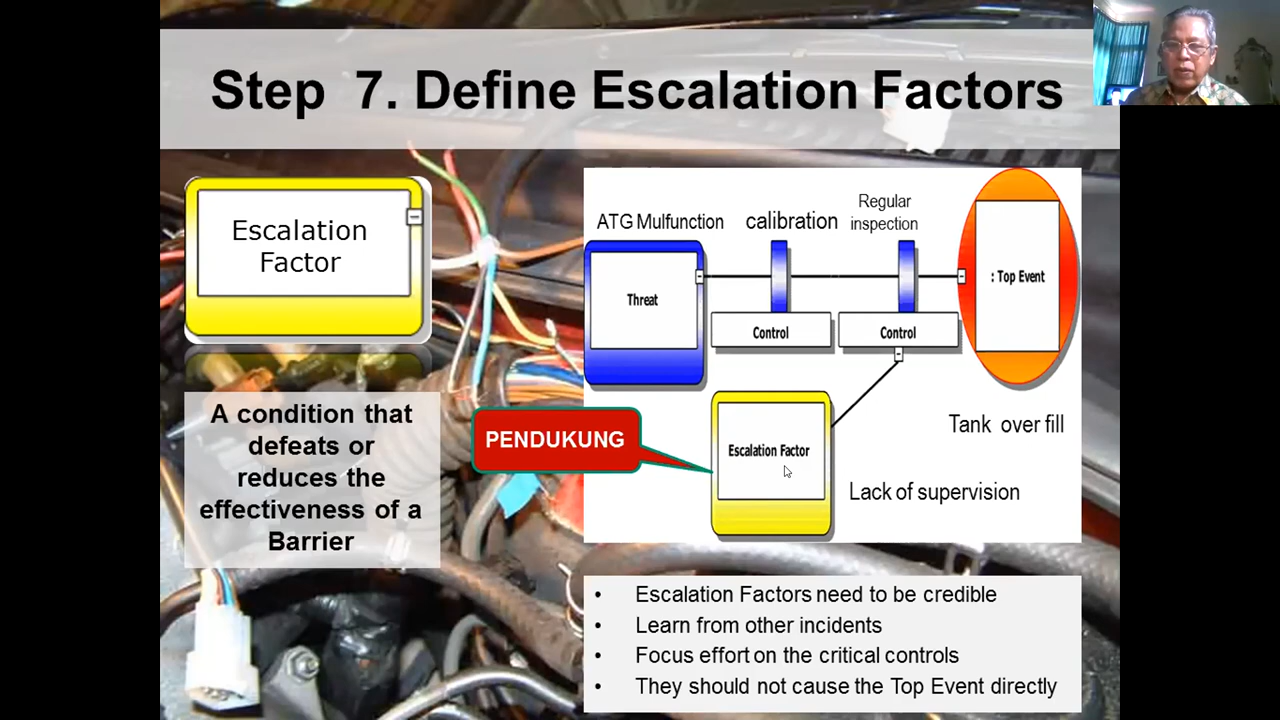 Step 7. Define Escalation Factors
Escalation
Factor
A condition that
defeats or
reduces the
effectiveness of a
Barrier
ATG Mulfunction
calibration
Regular
inspection
Threat
Control
Control
: Top Event
PENDUKUNG
Escalation Factor
Tank over fill
Lack of supervision
• Escalation Factors need to be credible
• Learn from other incidents
• Focus effort on the critical controls
• They should not cause the Top Event directly